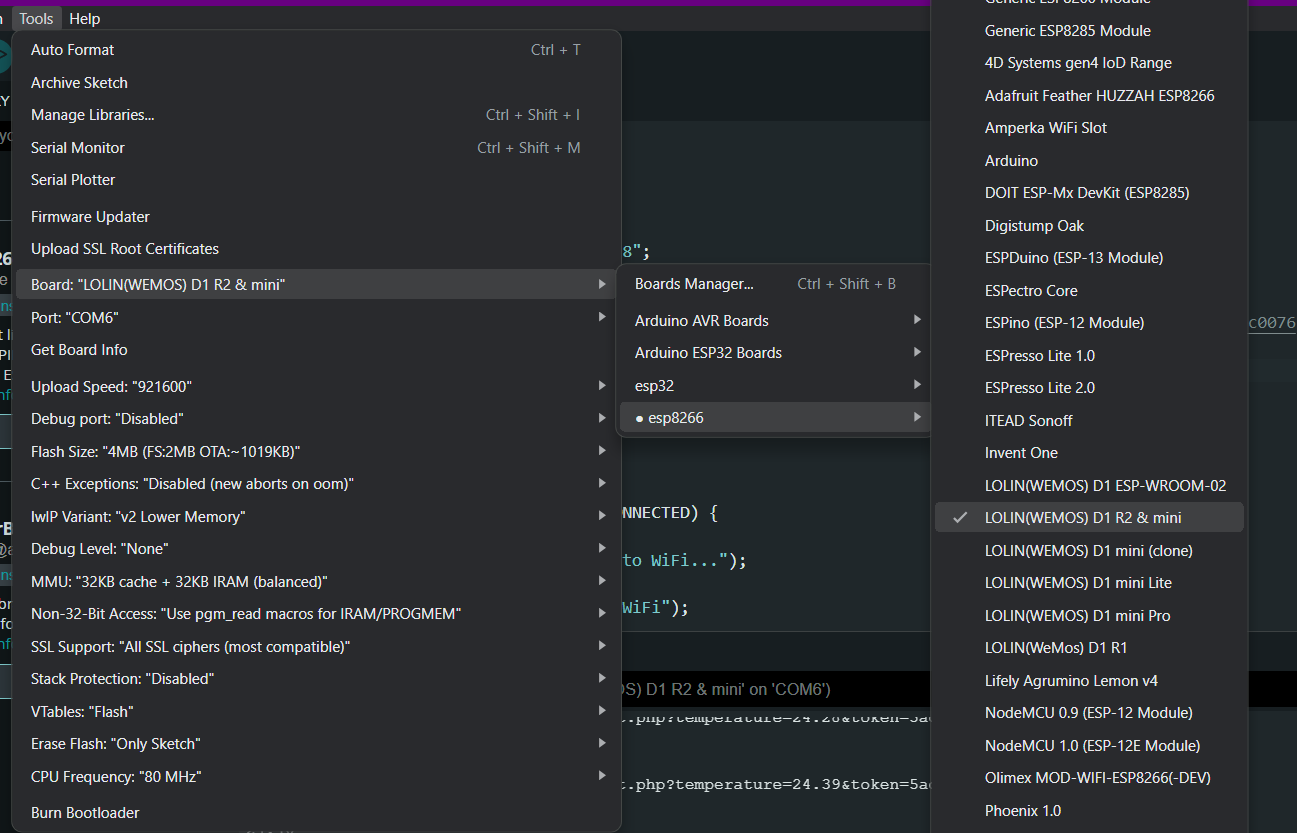 Tools Help
Auto Format Ctrl + T
Archive Sketch
Manage Libraries... Ctrl + Shift + I
Serial Monitor Ctrl + Shift + M
Serial Plotter
Firmware Updater
Upload SSL Root Certificates
Board: "LOLIN(WEMOS) D1 R2 & mini"
Port: "COM6"
Get Board Info
Upload Speed: "921600"
Debug port: "Disabled"
Flash Size: "4MB (FS:2MB OTA:~1019KB)"
C++ Exceptions: "Disabled (new aborts on oom)"
lwIP Variant: "v2 Lower Memory"
Debug Level: "None"
MMU: "32KB cache + 32KB IRAM (balanced)"
Non-32-Bit Access: "Use pgm_read macros for IRAM/PROGMEM"
SSL Support: "All SSL ciphers (most compatible)"
Stack Protection: "Disabled"
VTables: "Flash"
Erase Flash: "Only Sketch"
CPU Frequency: "80 MHz"
Burn Bootloader
8";
Boards Manager... Ctrl + Shift + B
Arduino AVR Boards
Arduino ESP32 Boards
esp32
● esp8266
NNECTED) {
to WiFi...");
WiFi");
OS) D1 R2 & mini' on 'COM6')
t.php?temperature=24.28&token=5a
t.php?temperature=24.39&token=5a
Generic ESP8266 Module
Generic ESP8285 Module
4D Systems gen4 IoD Range
Adafruit Feather HUZZAH ESP8266
Amperka WiFi Slot
Arduino
DOIT ESP-Mx DevKit (ESP8285)
Digistump Oak
ESPDuino (ESP-13 Module)
ESPectro Core
ESPino (ESP-12 Module)
ESPresso Lite 1.0
ESPresso Lite 2.0
ITEAD Sonoff
Invent One
LOLIN(WEMOS) D1 ESP-WROOM-02
LOLIN(WEMOS) D1 R2 & mini
LOLIN(WEMOS) D1 mini (clone)
LOLIN(WEMOS) D1 mini Lite
LOLIN(WEMOS) D1 mini Pro
LOLIN(WeMos) D1 R1
Lifely Agrumino Lemon v4
NodeMCU 0.9 (ESP-12 Module)
NodeMCU 1.0 (ESP-12E Module)
Olimex MOD-WIFI-ESP8266(-DEV)
Phoenix 1.0
c0076